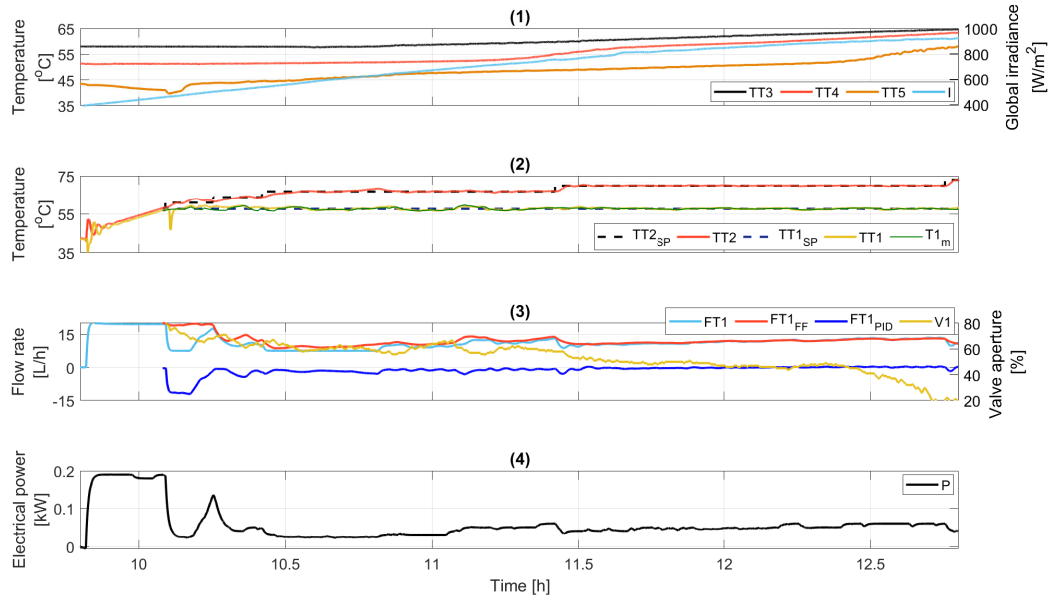 (1)
Temperature
[°C]
65
55
45
35
1000
800
600
400
Global irradiance
[W/m²]
TT3 TT4 TT5 I
(2)
Temperature
[°C]
75
55
35
TT2SP TT2 TT1SP TT1 T1m
(3)
Flow rate
[L/h]
15
0
-15
80
60
40
20
Valve aperture
[%]
FT1 FT1FF FT1PID V1
(4)
Electrical power
[kW]
0.2
0.1
0
P
10 10.5 11 11.5 12 12.5
Time [h]